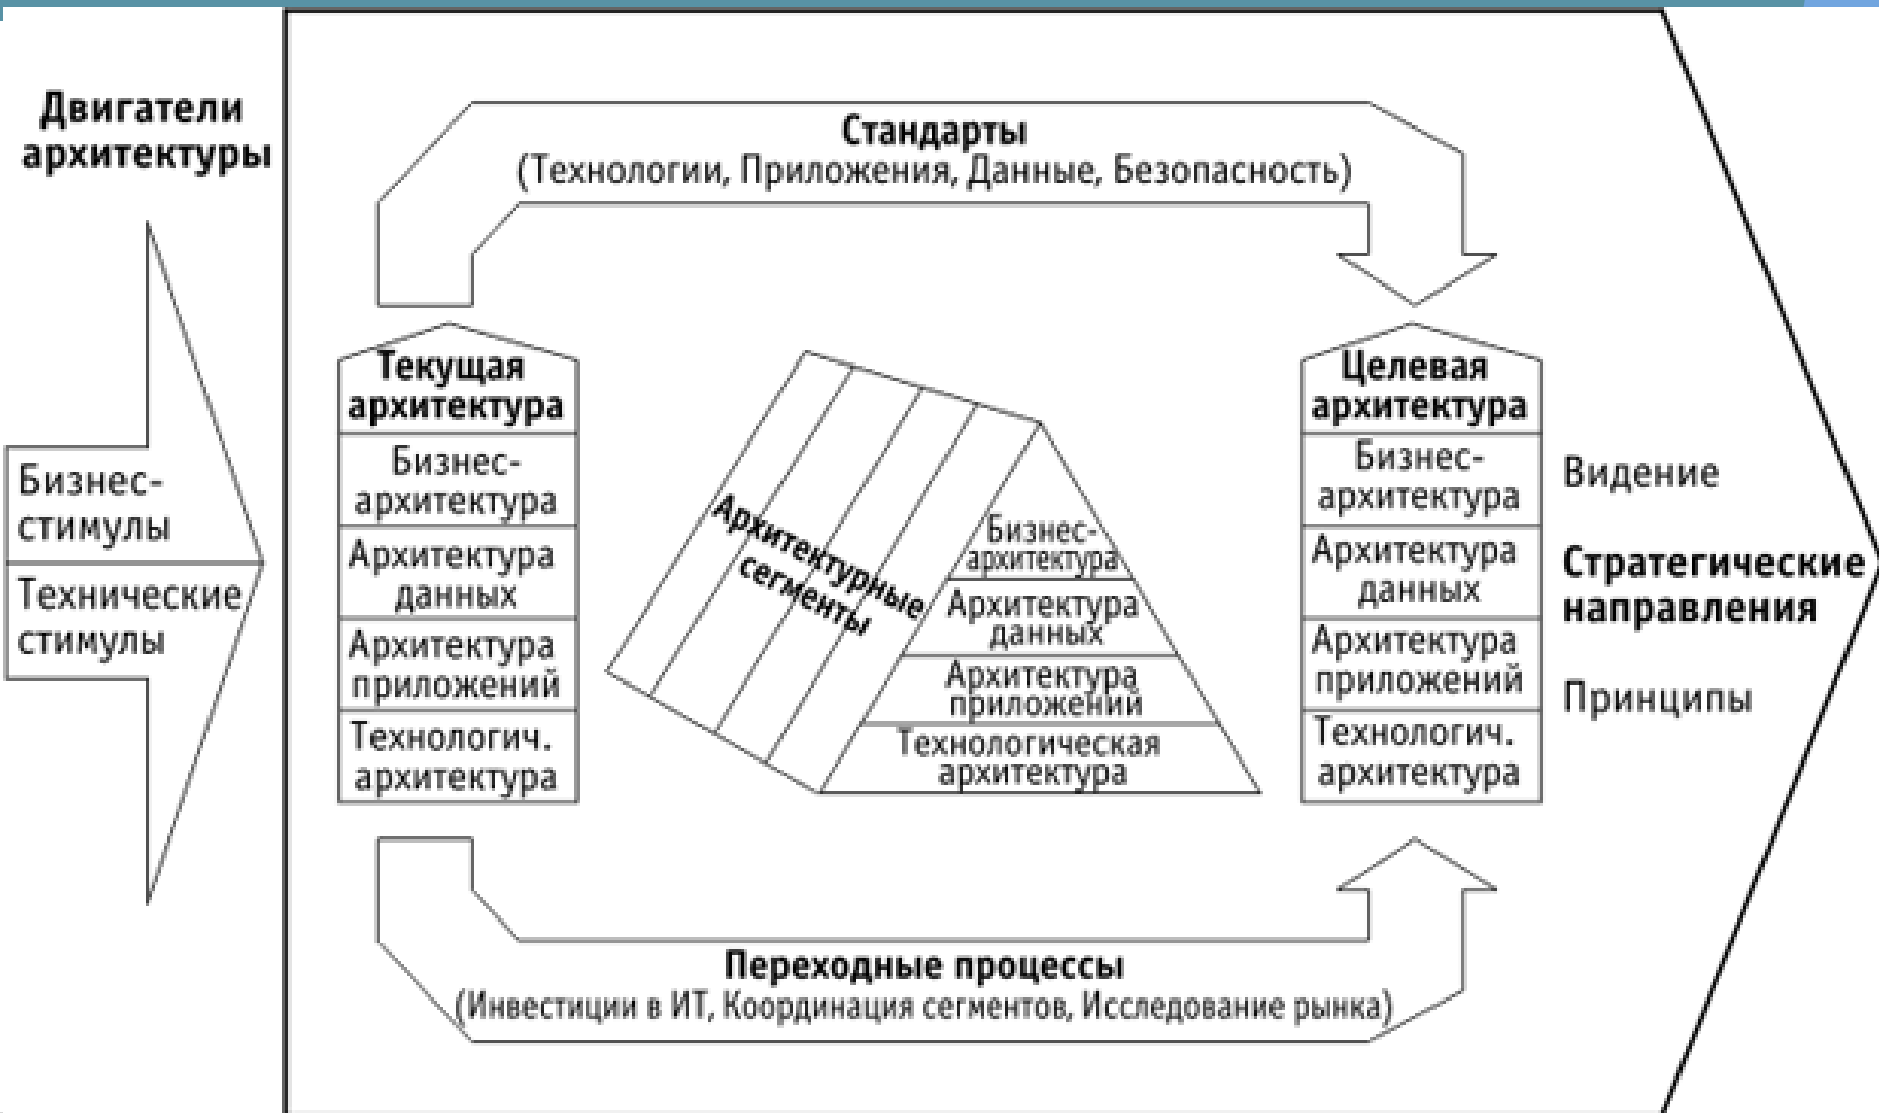 Двигатели
архитектуры
Бизнес-
стимулы
Технические
стимулы
Стандарты
(Технологии, Приложения, Данные, Безопасность)
Текущая
архитектура
Бизнес-
архитектура
Архитектура
данных
Архитектура
приложений
Технологич.
архитектура
Архитектурные
сегменты
Бизнес-
архитектура
Архитектура
данных
Архитектура
приложений
Технологическая
архитектура
Целевая
архитектура
Бизнес-
архитектура
Архитектура
данных
Архитектура
приложений
Технологич.
архитектура
Видение
Стратегические
направления
Принципы
Переходные процессы
(Инвестиции в ИТ, Координация сегментов, Исследование рынка)